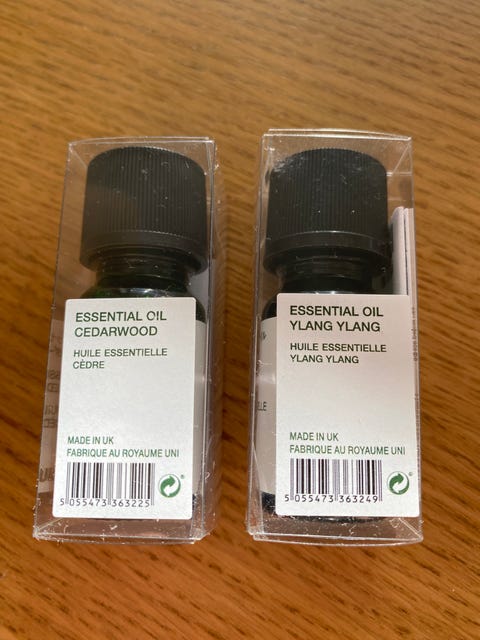 ESSENTIAL OIL
CEDARWOOD
HUILE ESSENTIELLE
CÈDRE
MADE IN UK
FABRIQUE AU ROYAUME UNI
5 055473 363225
ESSENTIAL OIL
YLANG YLANG
HUILE ESSENTIELLE
YLANG YLANG
MADE IN UK
FABRIQUE AU ROYAUME UNI
5 055473 363249